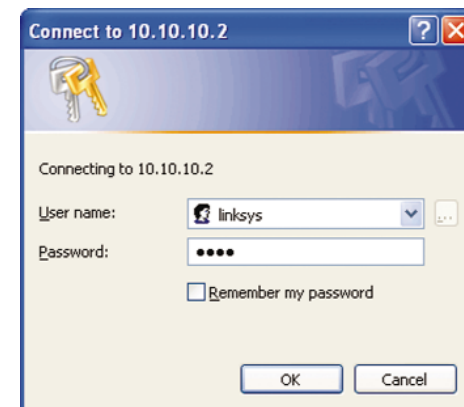 Connect to 10.10.10.2
Connecting to 10.10.10.2
User name: linksys
Password: ••••
Remember my password
OK Cancel